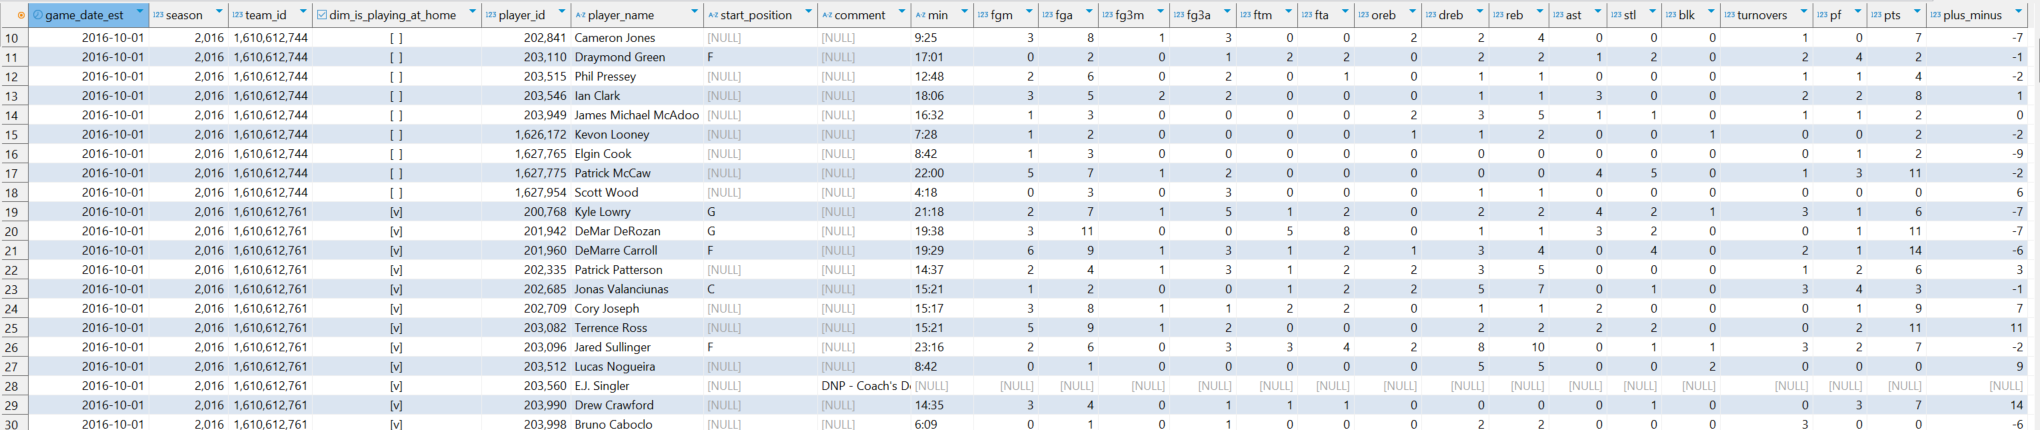 game_date_est 123 season 123 team_id dim_is_playing_at_home 123 player_id A-Z player_name A-Z start_position A-Z comment A-Z min 123 fgm 123 fga 123 fg3m 123 fg3a 123 ftm 123 fta 123 oreb 123 dreb 123 reb 123 ast 123 stl 123 blk 123 turnovers 123 pf 123 pts 123 plus_minus
10 2016-10-01 2,016 1,610,612,744 [ ] 202,841 Cameron Jones [NULL] [NULL] 9:25 3 8 1 3 0 0 2 2 4 0 0 0 1 0 7 -7
11 2016-10-01 2,016 1,610,612,744 [ ] 203,110 Draymond Green F [NULL] 17:01 0 2 0 1 2 2 0 2 2 1 2 0 2 4 2 -1
12 2016-10-01 2,016 1,610,612,744 [ ] 203,515 Phil Pressey [NULL] [NULL] 12:48 2 6 0 2 0 1 0 1 1 0 0 0 1 1 4 -2
13 2016-10-01 2,016 1,610,612,744 [ ] 203,546 Ian Clark [NULL] [NULL] 18:06 3 5 2 2 0 0 0 1 1 3 0 0 2 2 8 1
14 2016-10-01 2,016 1,610,612,744 [ ] 203,949 James Michael McAdoo [NULL] [NULL] 16:32 1 3 0 0 0 0 2 3 5 1 1 0 1 1 2 0
15 2016-10-01 2,016 1,610,612,744 [ ] 1,626,172 Kevon Looney [NULL] [NULL] 7:28 1 2 0 0 0 0 1 1 2 0 0 1 0 0 2 -2
16 2016-10-01 2,016 1,610,612,744 [ ] 1,627,765 Elgin Cook [NULL] [NULL] 8:42 1 3 0 0 0 0 0 0 0 0 0 0 0 1 2 -9
17 2016-10-01 2,016 1,610,612,744 [ ] 1,627,775 Patrick McCaw [NULL] [NULL] 22:00 5 7 1 2 0 0 0 0 0 4 5 0 1 3 11 -2
18 2016-10-01 2,016 1,610,612,744 [ ] 1,627,954 Scott Wood [NULL] [NULL] 4:18 0 3 0 3 0 0 0 1 1 0 0 0 0 0 0 6
19 2016-10-01 2,016 1,610,612,761 [v] 200,768 Kyle Lowry G [NULL] 21:18 2 7 1 5 1 2 0 2 2 4 2 1 3 1 6 -7
20 2016-10-01 2,016 1,610,612,761 [v] 201,942 DeMar DeRozan G [NULL] 19:38 3 11 0 0 5 8 0 1 1 3 2 0 0 1 11 -7
21 2016-10-01 2,016 1,610,612,761 [v] 201,960 DeMarre Carroll F [NULL] 19:29 6 9 1 3 1 2 1 3 4 0 4 0 2 1 14 -6
22 2016-10-01 2,016 1,610,612,761 [v] 202,335 Patrick Patterson [NULL] [NULL] 14:37 2 4 1 3 1 2 2 3 5 0 0 0 1 2 6 3
23 2016-10-01 2,016 1,610,612,761 [v] 202,685 Jonas Valanciunas C [NULL] 15:21 1 2 0 0 1 2 2 5 7 0 1 0 3 4 3 -1
24 2016-10-01 2,016 1,610,612,761 [v] 202,709 Cory Joseph [NULL] [NULL] 15:17 3 8 1 1 2 2 0 1 1 2 0 0 0 1 9 7
25 2016-10-01 2,016 1,610,612,761 [v] 203,082 Terrence Ross [NULL] [NULL] 15:21 5 9 1 2 0 0 0 2 2 2 2 0 0 2 11 11
26 2016-10-01 2,016 1,610,612,761 [v] 203,096 Jared Sullinger F [NULL] 23:16 2 6 0 3 3 4 2 8 10 0 1 1 3 2 7 -2
27 2016-10-01 2,016 1,610,612,761 [v] 203,512 Lucas Nogueira [NULL] [NULL] 8:42 0 1 0 0 0 0 0 5 5 0 0 2 0 0 0 9
28 2016-10-01 2,016 1,610,612,761 [v] 203,560 E.J. Singler [NULL] DNP - Coach's D [NULL] [NULL] [NULL] [NULL] [NULL] [NULL] [NULL] [NULL] [NULL] [NULL] [NULL] [NULL] [NULL] [NULL] [NULL] [NULL] [NULL]
29 2016-10-01 2,016 1,610,612,761 [v] 203,990 Drew Crawford [NULL] [NULL] 14:35 3 4 0 1 1 1 0 0 0 0 1 0 0 3 7 14
30 2016-10-01 2,016 1,610,612,761 [v] 203,998 Bruno Caboclo [NULL] [NULL] 6:09 0 1 0 1 0 0 0 2 2 0 0 0 3 0 0 -6